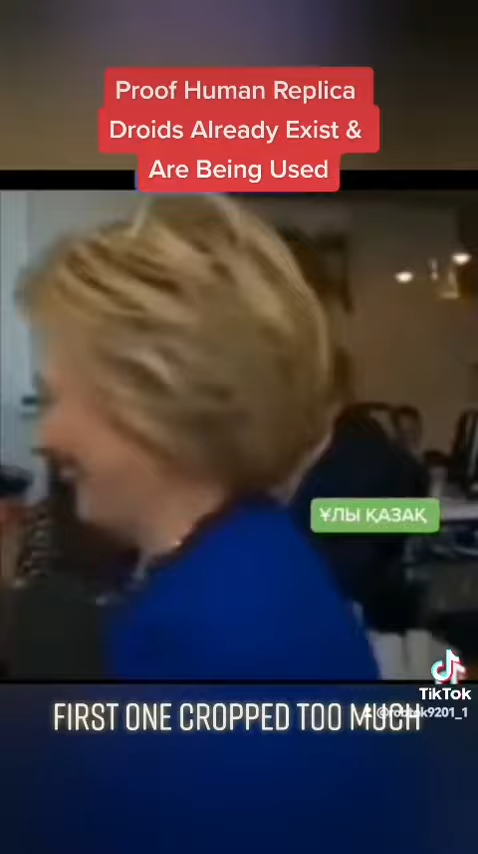 Proof Human Replica
Droids Already Exist &
Are Being Used
ҰЛЫ ҚАЗАҚ
TikTok
FIRST ONE CROPPED TOO MUCH